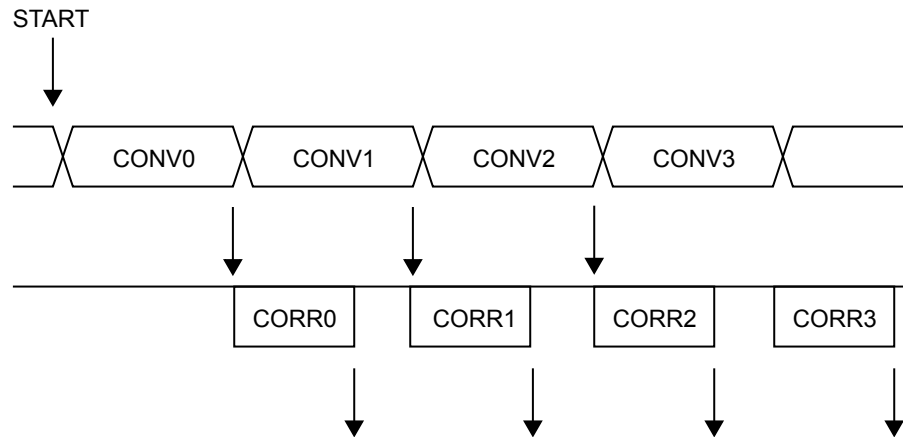 START
CONV0 CONV1 CONV2 CONV3
CORR0 CORR1 CORR2 CORR3